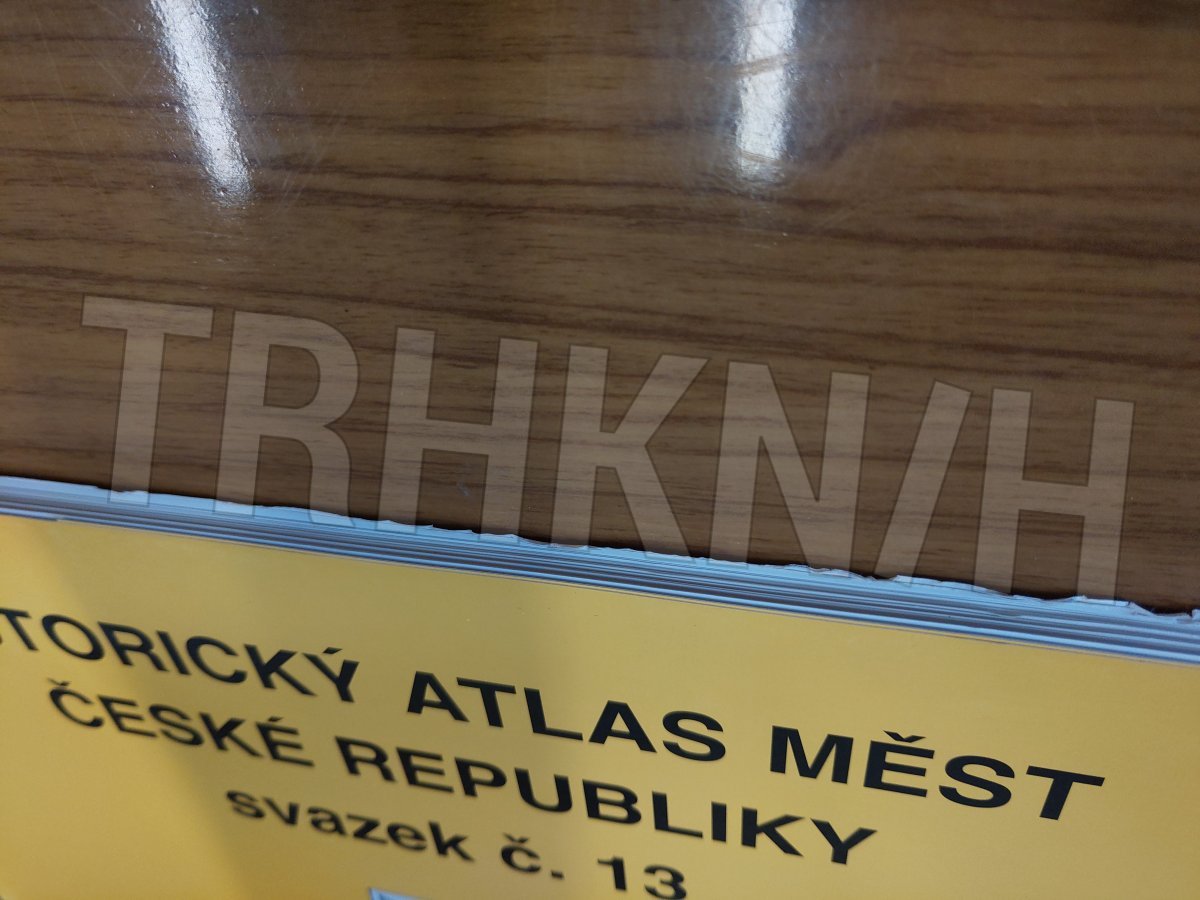 TRHKN/H
TORICKÝ ATLAS MĚST
ČESKÉ REPUBLIKY
svazek č. 13